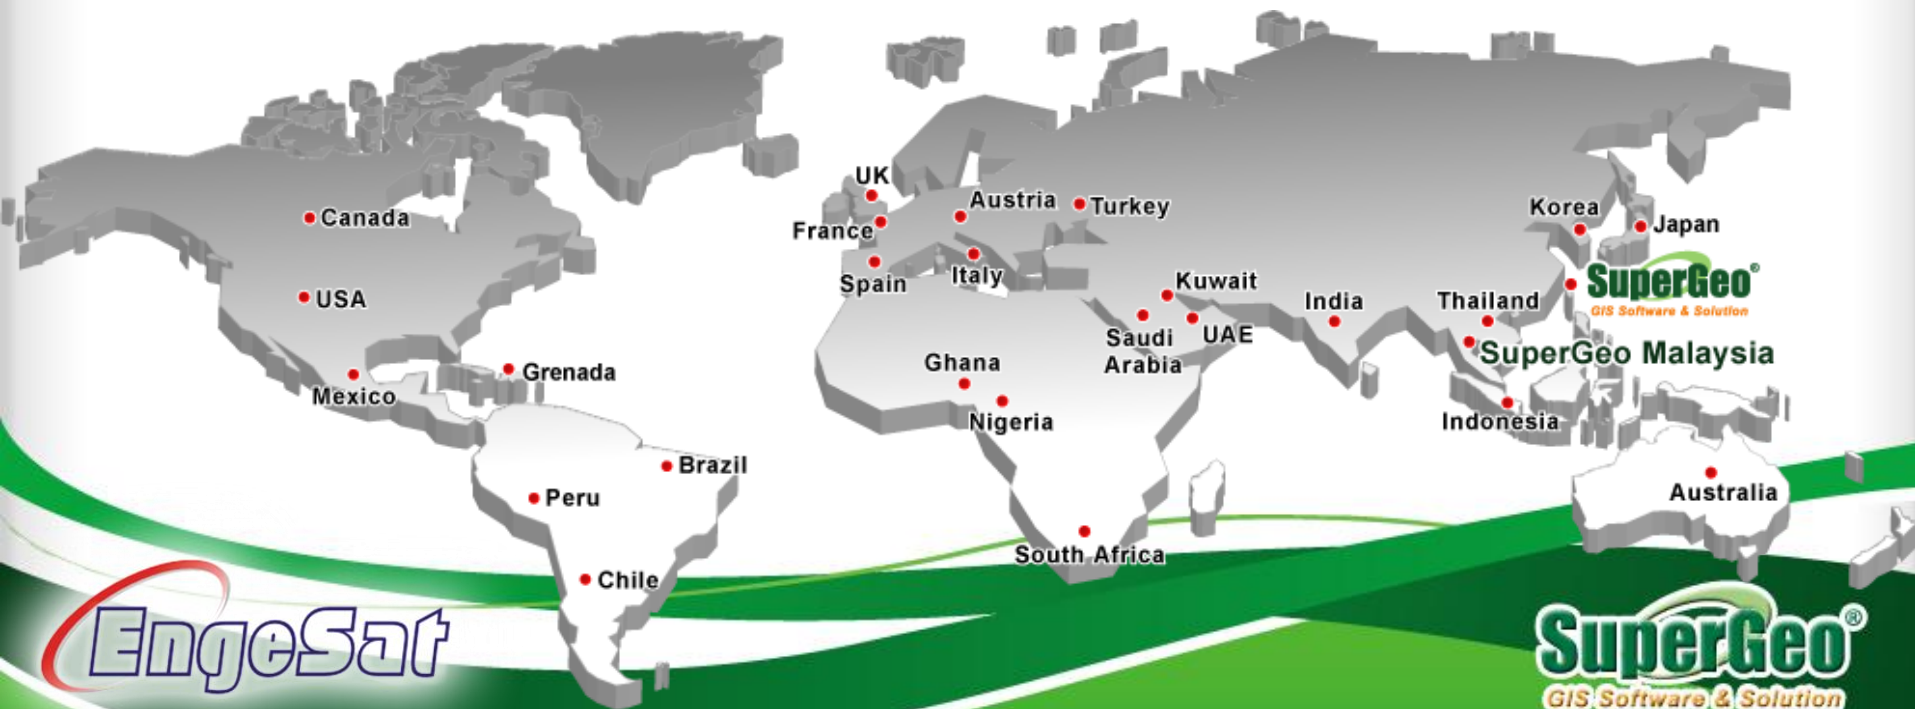 UK
Austria
Turkey
Canada
France
Korea
Japan
Spain
Italy
Kuwait
SuperGeo®
GIS Software & Solution
USA
India
Thailand
Saudi
Arabia
UAE
SuperGeo Malaysia
Grenada
Mexico
Ghana
Nigeria
Indonesia
Brazil
Peru
Australia
South Africa
Chile
EngeSat
SuperGeo®
GIS Software & Solution